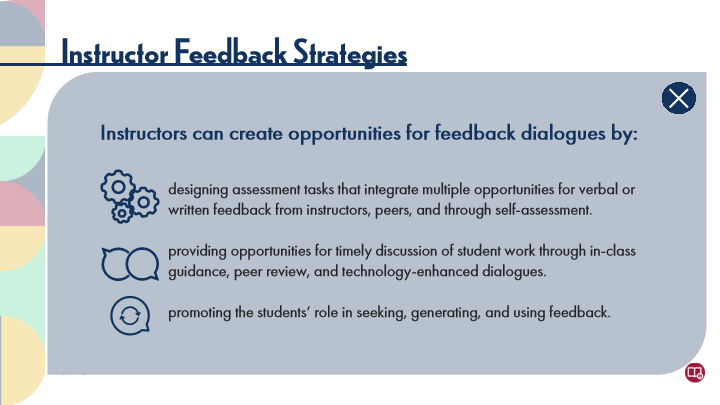 Instructor Feedback Strategies
Instructors can create opportunities for feedback dialogues by:
designing assessment tasks that integrate multiple opportunities for verbal or
written feedback from instructors, peers, and through self-assessment.
providing opportunities for timely discussion of student work through in-class
guidance, peer review, and technology-enhanced dialogues.
promoting the students’ role in seeking, generating, and using feedback.